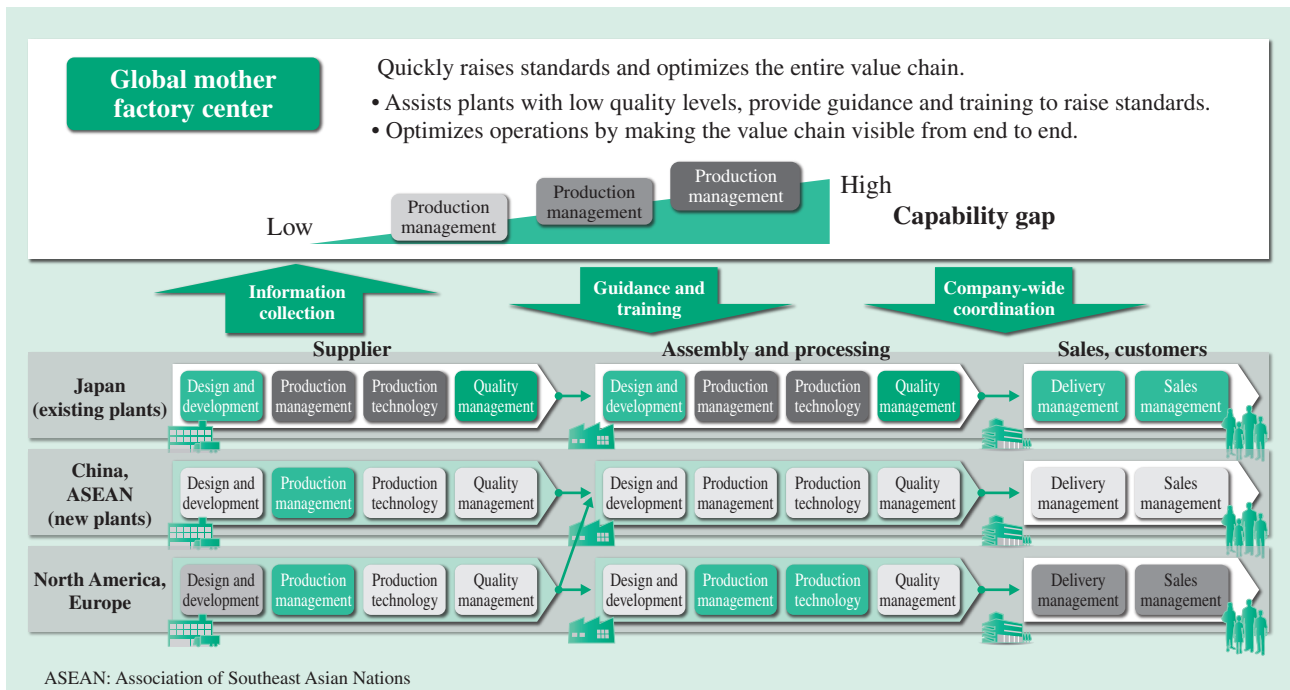 Global mother
factory center
Quickly raises standards and optimizes the entire value chain.
• Assists plants with low quality levels, provide guidance and training to raise standards.
• Optimizes operations by making the value chain visible from end to end.
Low
Production
management
Production
management
Production
management
High
Capability gap
Information
collection
Guidance and
training
Company-wide
coordination
Supplier
Assembly and processing
Sales, customers
Japan
(existing plants)
Design and
development
Production
management
Production
technology
Quality
management
Design and
development
Production
management
Production
technology
Quality
management
Delivery
management
Sales
management
China,
ASEAN
(new plants)
Design and
development
Production
management
Production
technology
Quality
management
Design and
development
Production
management
Production
technology
Quality
management
Delivery
management
Sales
management
North America,
Europe
Design and
development
Production
management
Production
technology
Quality
management
Design and
development
Production
management
Production
technology
Quality
management
Delivery
management
Sales
management
ASEAN: Association of Southeast Asian Nations